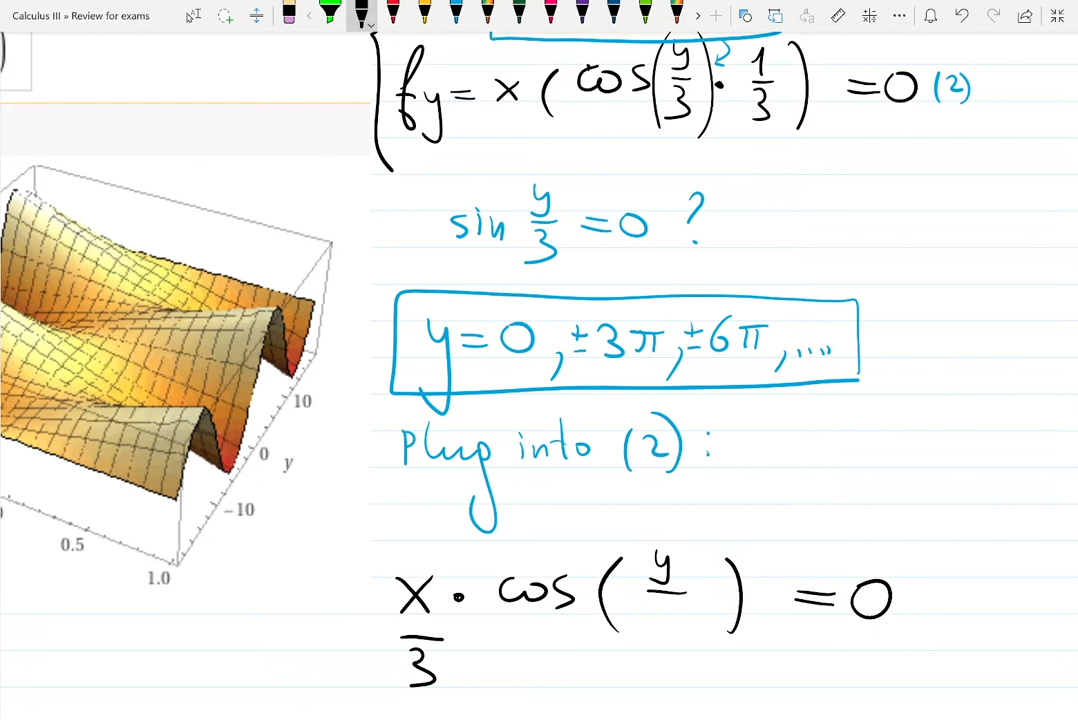 Calculus III » Review for exams
)
fy = x ( cos(y/3) · 1/3 ) = 0 (2)
sin y/3 = 0 ?
y = 0, ±3π, ±6π, ....
10
0 y
plug into (2):
-10
0.5
1.0
x/3 · cos ( y/ ) = 0